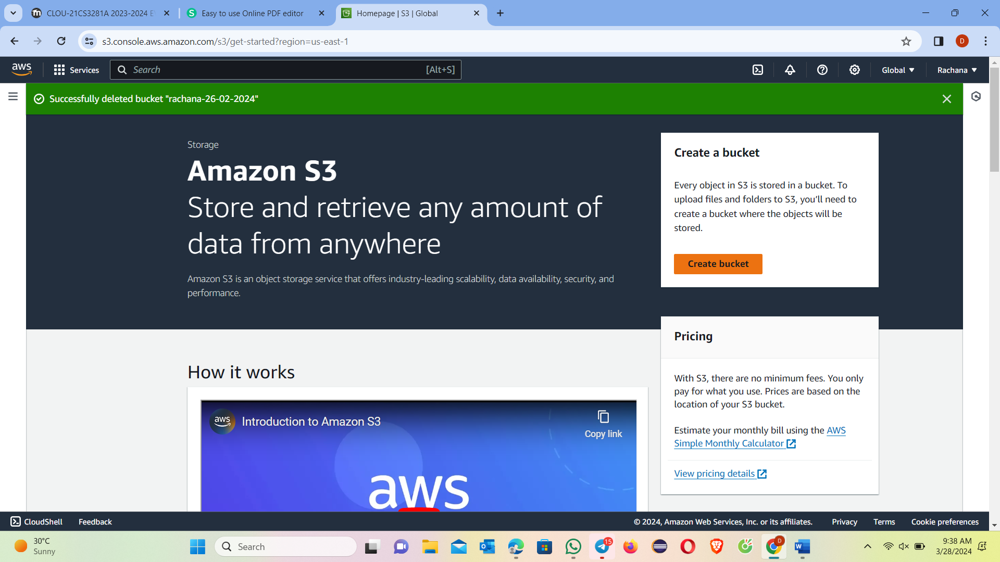 CLOU-21CS3281A 2023-2024 E
Easy to use Online PDF editor
Homepage | S3 | Global
s3.console.aws.amazon.com/s3/get-started?region=us-east-1
D
aws
Services
Search
[Alt+S]
Global
Rachana
Successfully deleted bucket "rachana-26-02-2024"
Storage
Amazon S3
Store and retrieve any amount of
data from anywhere
Amazon S3 is an object storage service that offers industry-leading scalability, data availability, security, and
performance.
Create a bucket
Every object in S3 is stored in a bucket. To
upload files and folders to S3, you'll need to
create a bucket where the objects will be
stored.
Create bucket
Pricing
With S3, there are no minimum fees. You only
pay for what you use. Prices are based on the
location of your S3 bucket.
Estimate your monthly bill using the AWS
Simple Monthly Calculator
View pricing details
How it works
aws
Introduction to Amazon S3
Copy link
aws
CloudShell
Feedback
© 2024, Amazon Web Services, Inc. or its affiliates.
Privacy
Terms
Cookie preferences
30°C
Sunny
Search
15
D
9:38 AM
3/28/2024